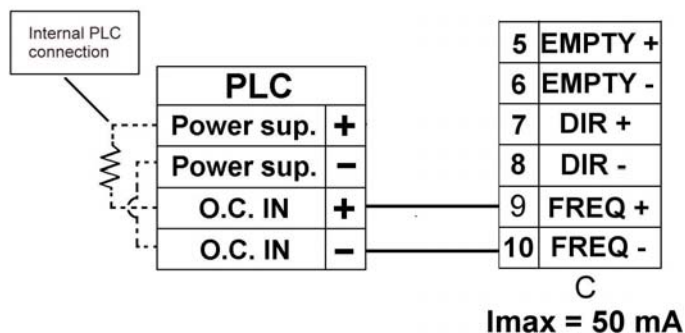 Internal PLC
connection
PLC
Power sup. +
Power sup. -
O.C. IN +
O.C. IN -
5 EMPTY +
6 EMPTY -
7 DIR +
8 DIR -
9 FREQ +
10 FREQ -
C
Imax = 50 mA